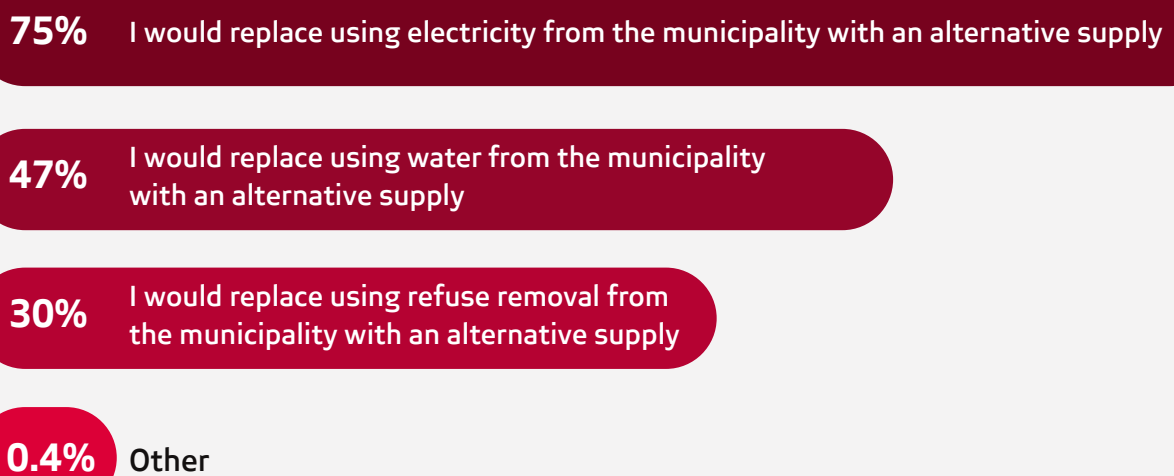 75% I would replace using electricity from the municipality with an alternative supply
47% I would replace using water from the municipality
with an alternative supply
30% I would replace using refuse removal from
the municipality with an alternative supply
0.4% Other